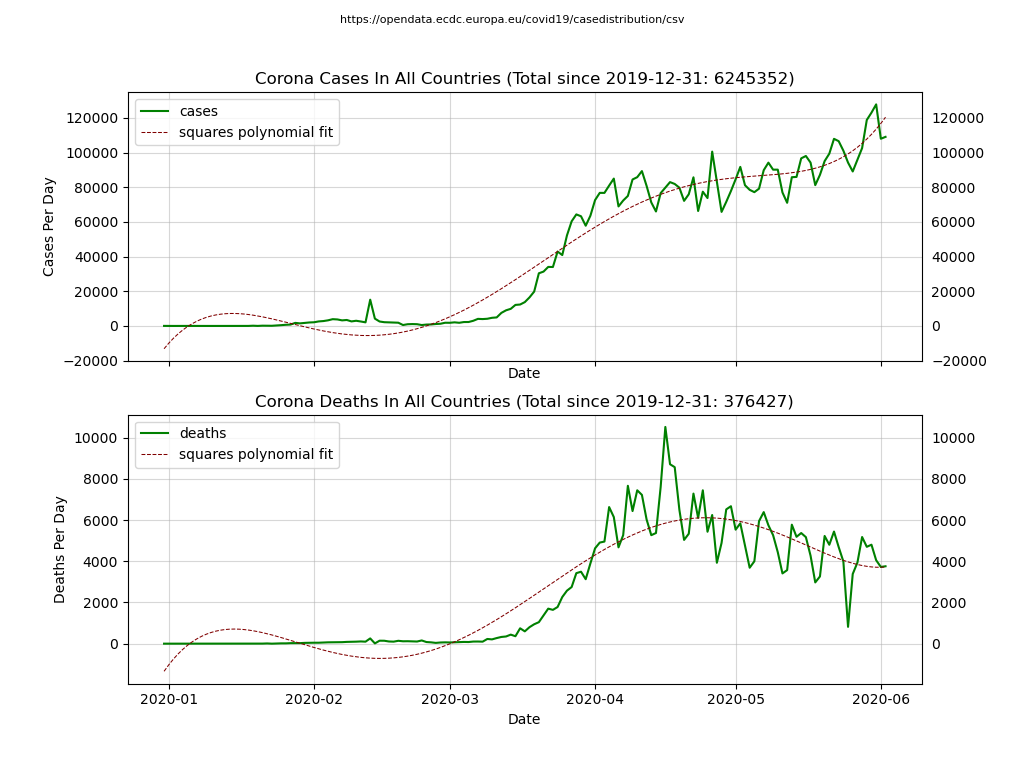 https://opendata.ecdc.europa.eu/covid19/casedistribution/csv
Corona Cases In All Countries (Total since 2019-12-31: 6245352)
cases
squares polynomial fit
120000
100000
80000
60000
40000
20000
0
−20000
Cases Per Day
120000
100000
80000
60000
40000
20000
0
−20000
Date
Corona Deaths In All Countries (Total since 2019-12-31: 376427)
deaths
squares polynomial fit
10000
8000
6000
4000
2000
0
Deaths Per Day
10000
8000
6000
4000
2000
0
2020-01 2020-02 2020-03 2020-04 2020-05 2020-06
Date